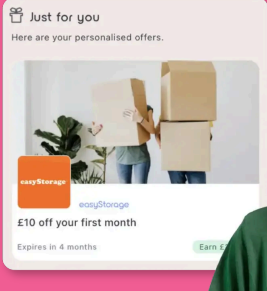 Just for you
Here are your personalised offers.
easyStorage
easyStorage
£10 off your first month
Expires in 4 months
Earn